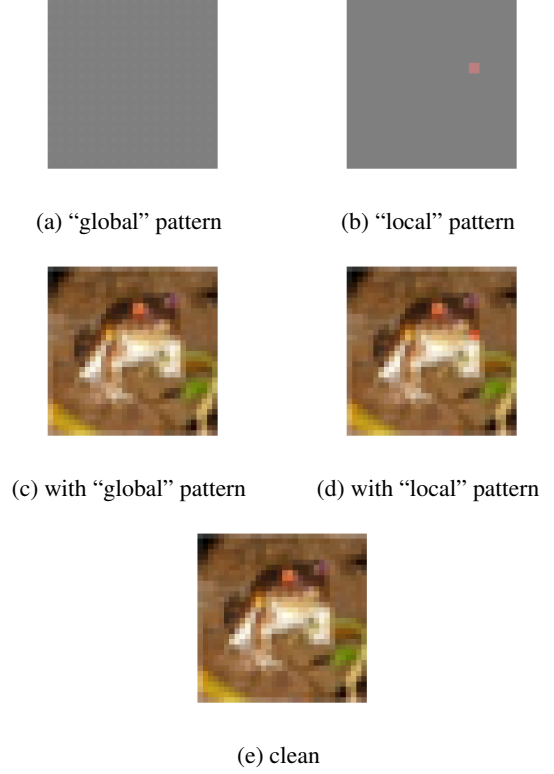 (a) “global” pattern
(b) “local” pattern
(c) with “global” pattern
(d) with “local” pattern
(e) clean